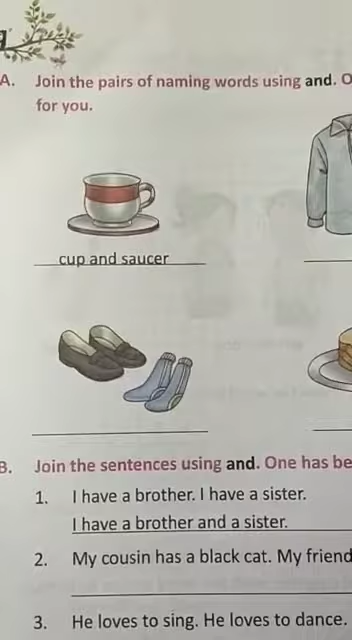 A. Join the pairs of naming words using and. O
for you.
cup and saucer
B. Join the sentences using and. One has be
1. I have a brother. I have a sister.
I have a brother and a sister.
2. My cousin has a black cat. My friend
3. He loves to sing. He loves to dance.